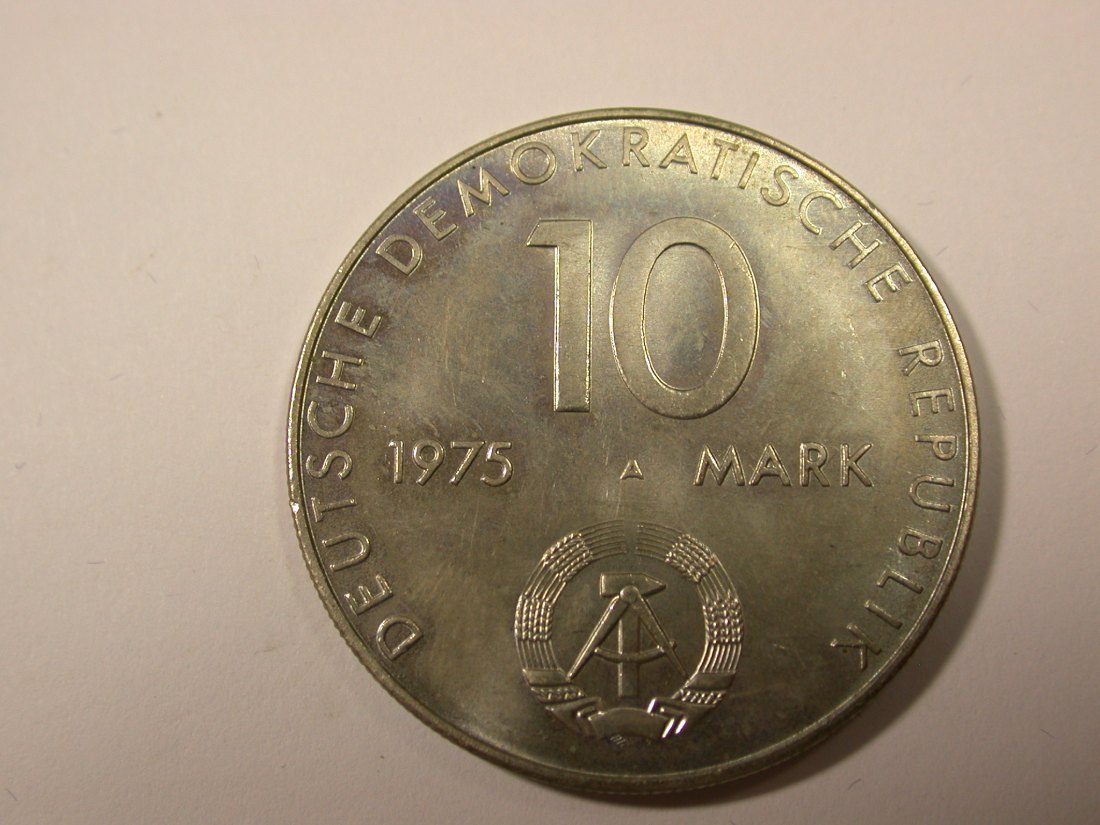 DEUTSCHE DEMOKRATISCHE REPUBLIK
10
1975 A MARK